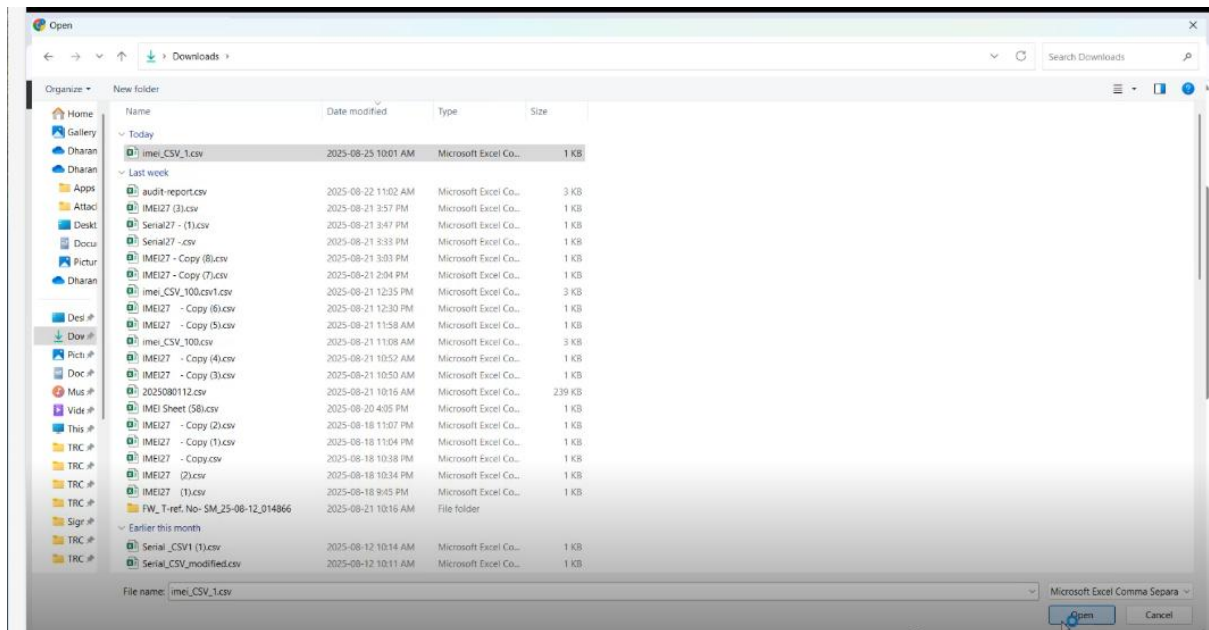 Open
Downloads
Search Downloads
Organize
New folder
Home
Gallery
Dharan
Dharan
Apps
Attacl
Deskt
Docu
Pictur
Dharan
Desl
Dow
Pictu
Doc
Mus
Vide
This
TRC
TRC
TRC
TRC
Sigr
TRC
TRC
Name Date modified Type Size
Today
imei_CSV_1.csv 2025-08-25 10:01 AM Microsoft Excel Co... 1 KB
Last week
audit-report.csv 2025-08-22 11:02 AM Microsoft Excel Co... 3 KB
IMEI27 (3).csv 2025-08-21 3:57 PM Microsoft Excel Co... 1 KB
Serial27 - (1).csv 2025-08-21 3:47 PM Microsoft Excel Co... 1 KB
Serial27 -.csv 2025-08-21 3:33 PM Microsoft Excel Co... 1 KB
IMEI27 - Copy (8).csv 2025-08-21 3:03 PM Microsoft Excel Co... 1 KB
IMEI27 - Copy (7).csv 2025-08-21 2:04 PM Microsoft Excel Co... 1 KB
imei_CSV_100.csv1.csv 2025-08-21 12:35 PM Microsoft Excel Co... 3 KB
IMEI27 - Copy (6).csv 2025-08-21 12:30 PM Microsoft Excel Co... 1 KB
IMEI27 - Copy (5).csv 2025-08-21 11:58 AM Microsoft Excel Co... 1 KB
imei_CSV_100.csv 2025-08-21 11:08 AM Microsoft Excel Co... 3 KB
IMEI27 - Copy (4).csv 2025-08-21 10:52 AM Microsoft Excel Co... 1 KB
IMEI27 - Copy (3).csv 2025-08-21 10:50 AM Microsoft Excel Co... 1 KB
2025080112.csv 2025-08-21 10:16 AM Microsoft Excel Co... 239 KB
IMEI Sheet (58).csv 2025-08-20 4:05 PM Microsoft Excel Co... 1 KB
IMEI27 - Copy (2).csv 2025-08-18 11:07 PM Microsoft Excel Co... 1 KB
IMEI27 - Copy (1).csv 2025-08-18 11:04 PM Microsoft Excel Co... 1 KB
IMEI27 - Copy.csv 2025-08-18 10:38 PM Microsoft Excel Co... 1 KB
IMEI27 (2).csv 2025-08-18 10:34 PM Microsoft Excel Co... 1 KB
IMEI27 (1).csv 2025-08-18 9:45 PM Microsoft Excel Co... 1 KB
FW_ T-ref. No- SM_25-08-12_014866 2025-08-21 10:16 AM File folder
Earlier this month
Serial _CSV1 (1).csv 2025-08-12 10:14 AM Microsoft Excel Co... 1 KB
Serial_CSV_modified.csv 2025-08-12 10:11 AM Microsoft Excel Co... 1 KB
File name: imei_CSV_1.csv Microsoft Excel Comma Separa
Open Cancel